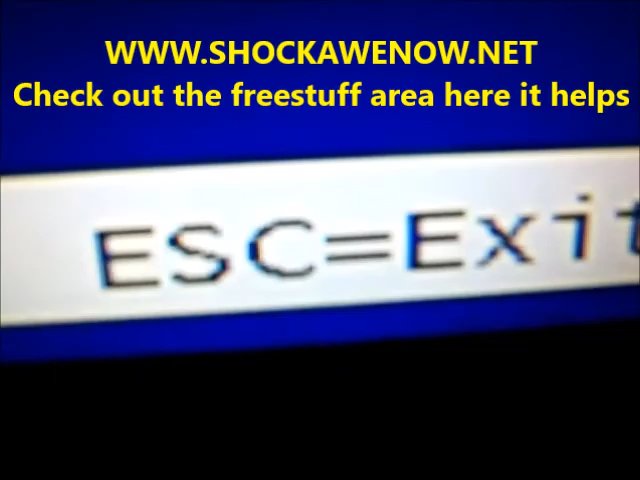 WWW.SHOCKAWENOW.NET
Check out the freestuff area here it helps
ESC=Exit